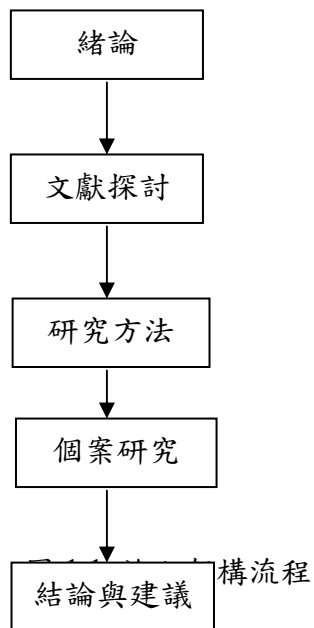 緒論
文獻探討
研究方法
個案研究
構流程
結論與建議